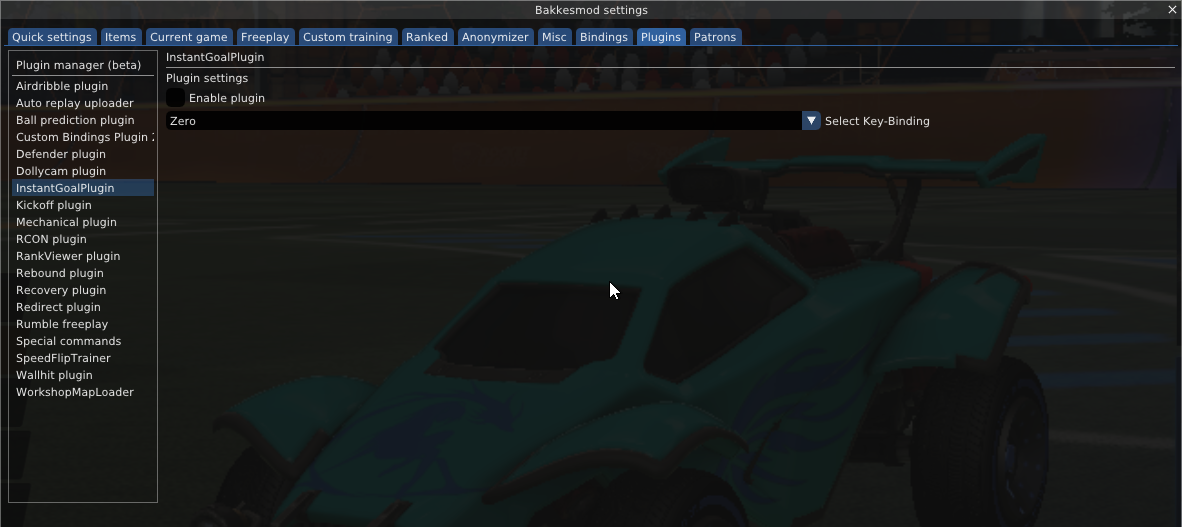 Bakkesmod settings
Quick settings Items Current game Freeplay Custom training Ranked Anonymizer Misc Bindings Plugins Patrons
Plugin manager (beta)
Airdribble plugin
Auto replay uploader
Ball prediction plugin
Custom Bindings Plugin
Defender plugin
Dollycam plugin
InstantGoalPlugin
Kickoff plugin
Mechanical plugin
RCON plugin
RankViewer plugin
Rebound plugin
Recovery plugin
Redirect plugin
Rumble freeplay
Special commands
SpeedFlipTrainer
Wallhit plugin
WorkshopMapLoader
InstantGoalPlugin
Plugin settings
Enable plugin
Zero Select Key-Binding